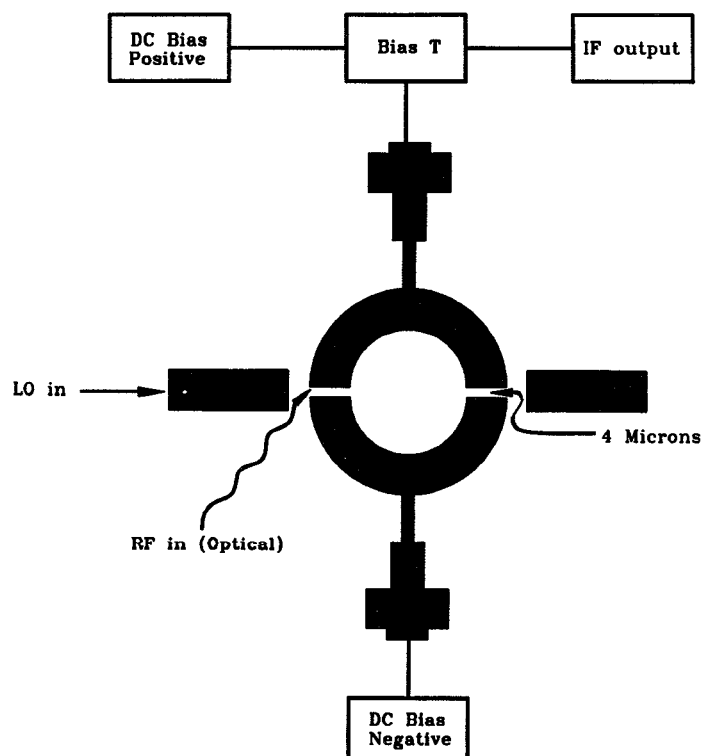 DC Bias
Positive
Bias T
IF output
LO in
4 Microns
RF in (Optical)
DC Bias
Negative